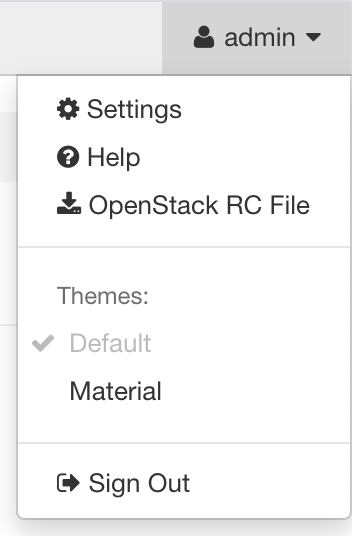 admin
Settings
Help
OpenStack RC File
Themes:
Default
Material
Sign Out